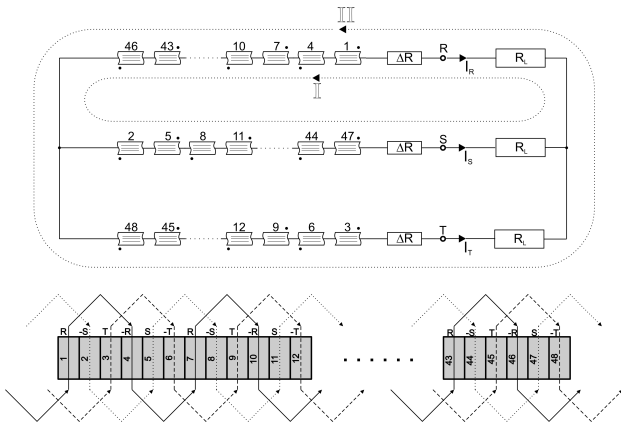 II
46 43 10 7 4 1 ΔR R I_R R_L
I
2 5 8 11 44 47 ΔR S I_S R_L
48 45 12 9 6 3 ΔR T I_T R_L
R -S T -R S -T R -S T -R S -T R -S T -R S -T
1 2 3 4 5 6 7 8 9 10 11 12 43 44 45 46 47 48